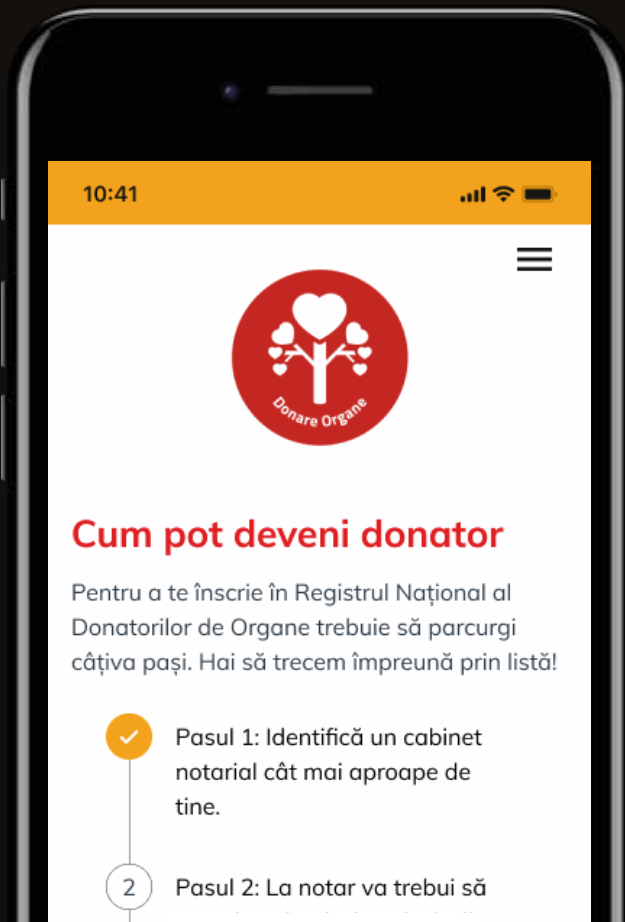 10:41
Donare Organe
Cum pot deveni donator
Pentru a te înscrie în Registrul Național al
Donatorilor de Organe trebuie să parcurgi
câțiva pași. Hai să trecem împreună prin listă!
Pasul 1: Identifică un cabinet
notarial cât mai aproape de
tine.
2
Pasul 2: La notar va trebui să